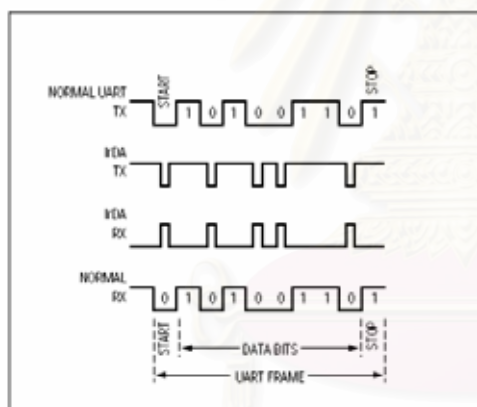 START
STOP
NORMAL UART
TX
1 0 1 0 0 1 1 0 1
IrDA
TX
IrDA
RX
NORMAL
RX
0 1 0 1 0 0 1 1 0 1
START
STOP
DATA BITS
UART FRAME